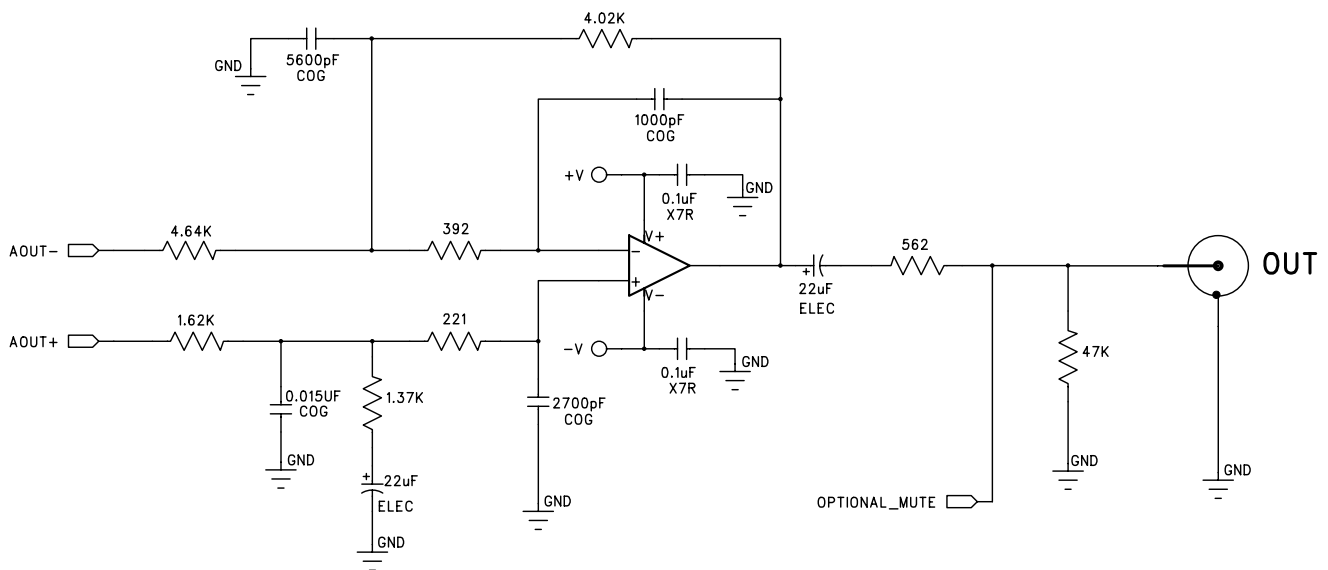 4.02K
GND
5600pF
COG
1000pF
COG
+V
0.1uF
X7R
GND
AOUT-
4.64K
392
V+
-
+
V-
562
+
22uF
ELEC
OUT
AOUT+
1.62K
221
-V
0.1uF
X7R
GND
47K
0.015UF
COG
GND
1.37K
2700pF
COG
GND
+
22uF
ELEC
GND
GND
GND
OPTIONAL_MUTE